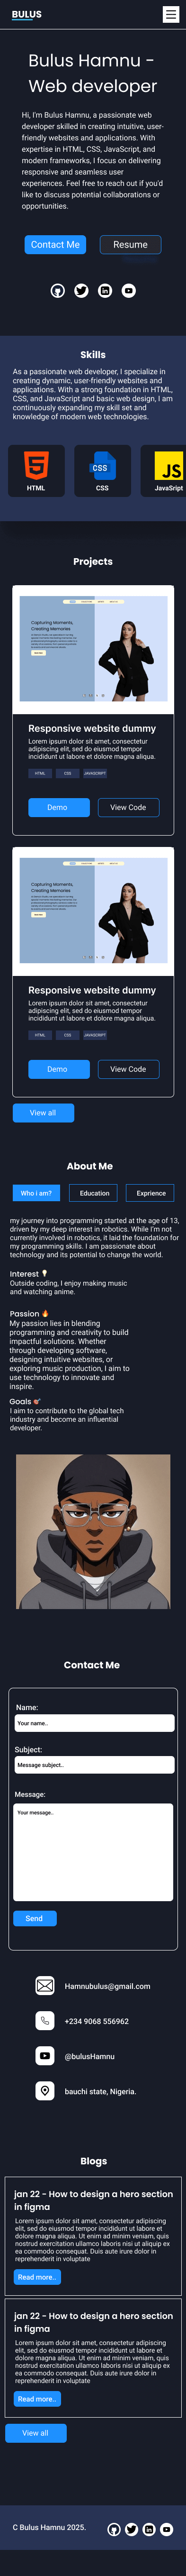 BULUS
Bulus Hamnu -
Web developer
Hi, I'm Bulus Hamnu, a passionate web
developer skilled in creating intuitive, user-
friendly websites and applications. With
expertise in HTML, CSS, JavaScript, and
modern frameworks, I focus on delivering
responsive and seamless user
experiences. Feel free to reach out if you'd
like to discuss potential collaborations or
opportunities.
Contact Me
Resume
Skills
As a passionate web developer, I specialize in
creating dynamic, user-friendly websites and
applications. With a strong foundation in HTML,
CSS, and JavaScript and basic web design, I am
continuously expanding my skill set and
knowledge of modern web technologies.
5
CSS
JS
HTML
CSS
JavaSript
Projects
Capturing Moments,
Creating Memories
Responsive website dummy
Lorem ipsum dolor sit amet, consectetur
adipiscing elit, sed do eiusmod tempor
incididunt ut labore et dolore magna aliqua.
HTML
CSS
JAVASCRIPT
Demo
View Code
Capturing Moments,
Creating Memories
Responsive website dummy
Lorem ipsum dolor sit amet, consectetur
adipiscing elit, sed do eiusmod tempor
incididunt ut labore et dolore magna aliqua.
HTML
CSS
JAVASCRIPT
Demo
View Code
View all
About Me
Who i am?
Education
Exprience
my journey into programming started at the age of 13,
driven by my deep interest in robotics. While I'm not
currently involved in robotics, it laid the foundation for
my programming skills. I am passionate about
technology and its potential to change the world.
Interest 💡
Outside coding, I enjoy making music
and watching anime.
Passion 🔥
My passion lies in blending
programming and creativity to build
impactful solutions. Whether
through developing software,
designing intuitive websites, or
exploring music production, I aim to
use technology to innovate and
inspire.
Goals 🎯
I aim to contribute to the global tech
industry and become an influential
developer.
Contact Me
Name:
Your name..
Subject:
Message subject..
Message:
Your message..
Send
Hamnubulus@gmail.com
+234 9068 556962
@bulusHamnu
bauchi state, Nigeria.
Blogs
jan 22 - How to design a hero section
in figma
Lorem ipsum dolor sit amet, consectetur adipiscing
elit, sed do eiusmod tempor incididunt ut labore et
dolore magna aliqua. Ut enim ad minim veniam, quis
nostrud exercitation ullamco laboris nisi ut aliquip ex
ea commodo consequat. Duis aute irure dolor in
reprehenderit in voluptate
Read more..
jan 22 - How to design a hero section
in figma
Lorem ipsum dolor sit amet, consectetur adipiscing
elit, sed do eiusmod tempor incididunt ut labore et
dolore magna aliqua. Ut enim ad minim veniam, quis
nostrud exercitation ullamco laboris nisi ut aliquip ex
ea commodo consequat. Duis aute irure dolor in
reprehenderit in voluptate
Read more..
View all
C Bulus Hamnu 2025.